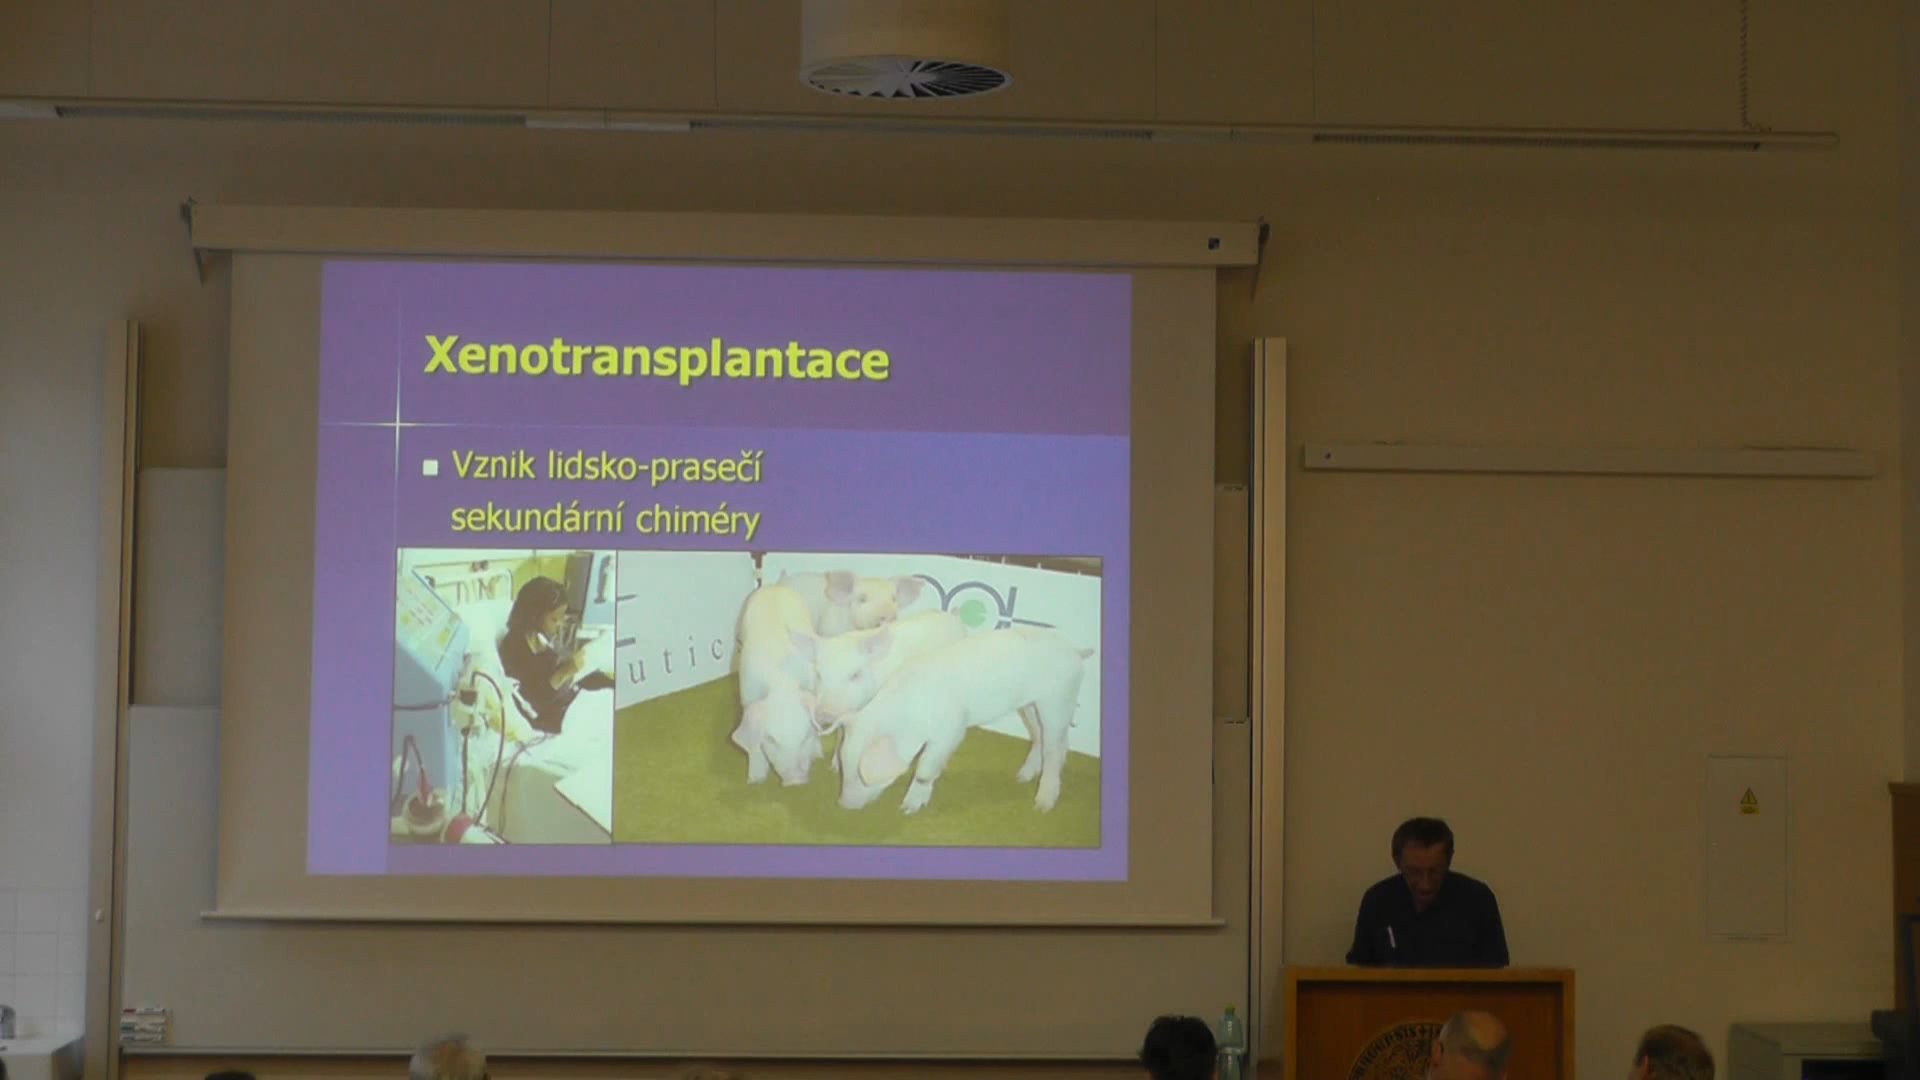 Xenotransplantace
Vznik lidsko-prasečí
sekundární chiméry
utic